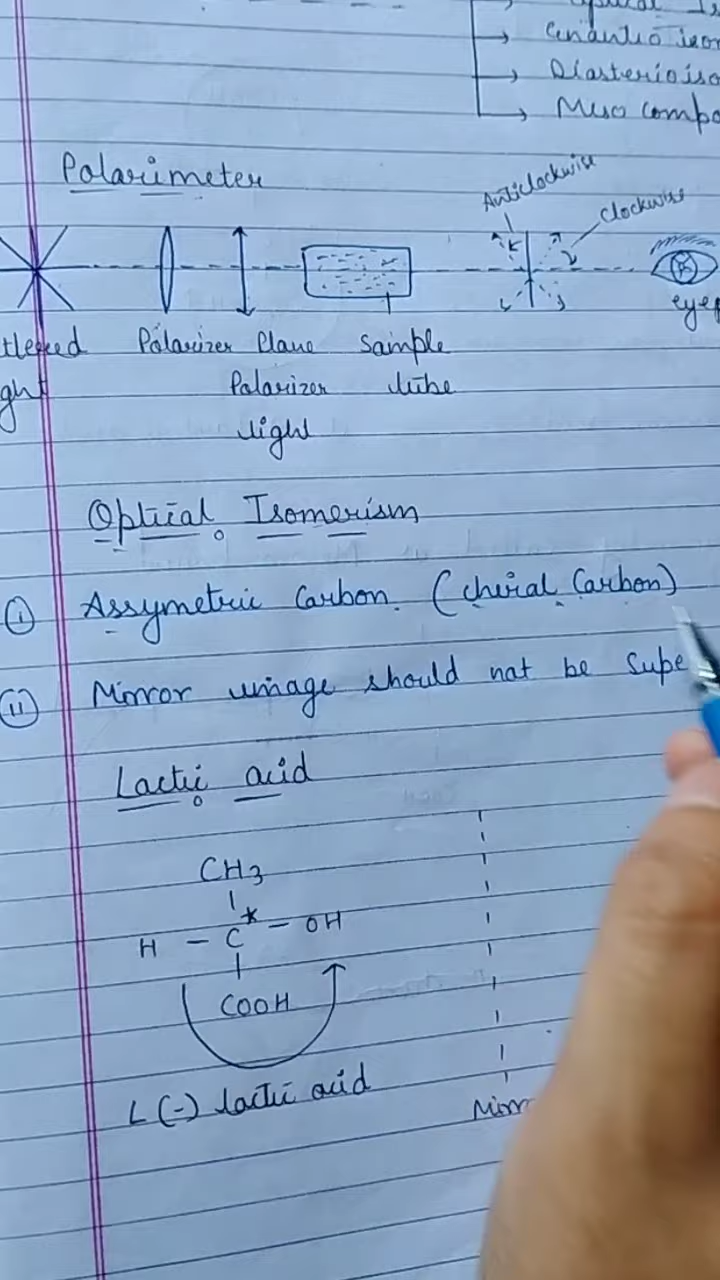 Enantio isom
Diasterioiso
Meso compo
Polarimeter
Anticlockwise
Clockwise
Polarizer Plane Sample
eyep
Polarizer tube
light
Optical Isomerism
(i) Assymetric Carbon. (Chiral Carbon)
(ii) Mirror image should not be Supe
Lactic acid
CH3
H - C* - OH
COOH
L (-) lactic acid
Mirr